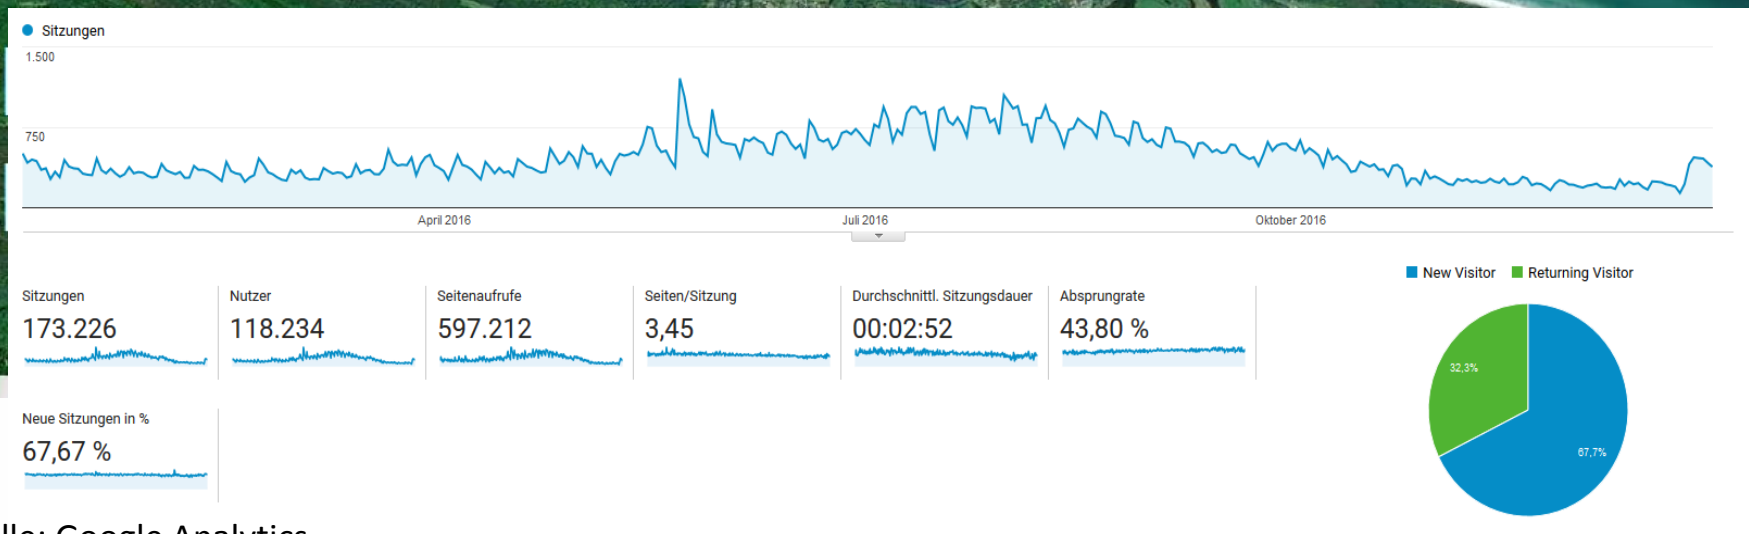 Sitzungen
1.500
750
April 2016
Juli 2016
Oktober 2016
New Visitor
Returning Visitor
Sitzungen
173.226
Nutzer
118.234
Seitenaufrufe
597.212
Seiten/Sitzung
3,45
Durchschnittl. Sitzungsdauer
00:02:52
Absprungrate
43,80 %
32,3%
67,7%
Neue Sitzungen in %
67,67 %
Google Analytics